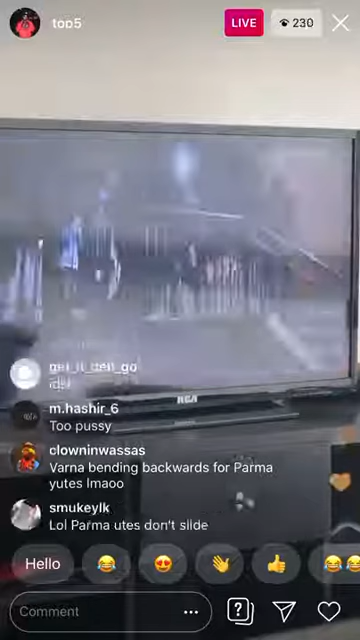 top5
LIVE
230
RCA
m.hashir_6
Too pussy
clowninwassas
Varna bending backwards for Parma
yutes lmaoo
smukeylk
Lol Parma utes don't slide
Hello
Comment